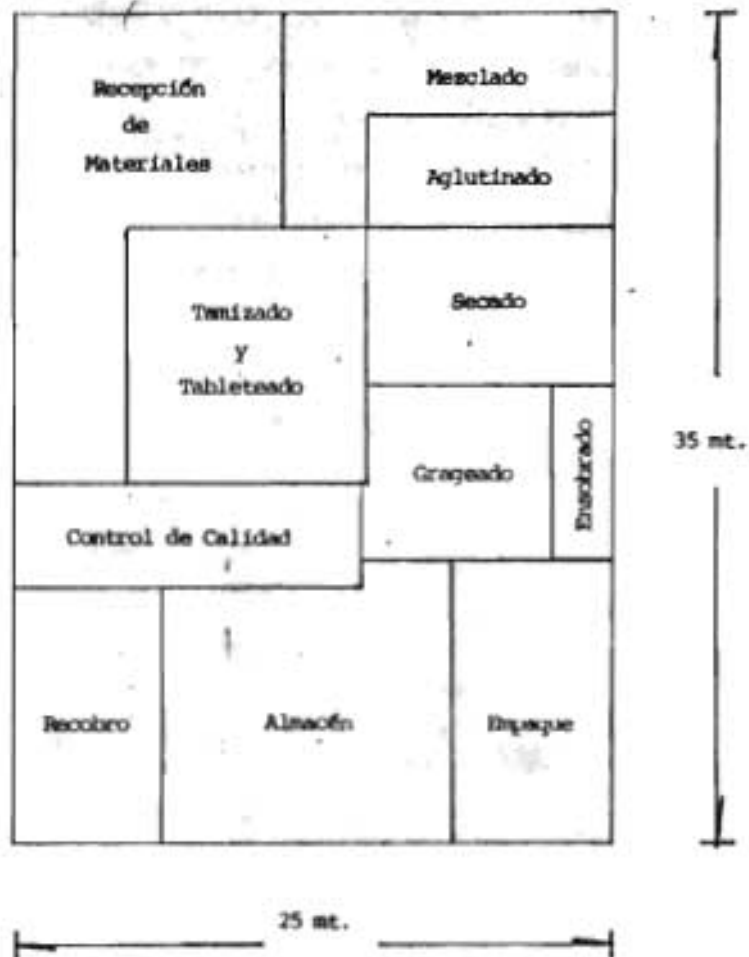 Recepción
de
Materiales
Mezclado
Aglutinado
Tamizado
y
Tableteado
Secado
Grageado
Ensobrado
35 mt.
Control de Calidad
Recobro
Almacén
Empaque
25 mt.